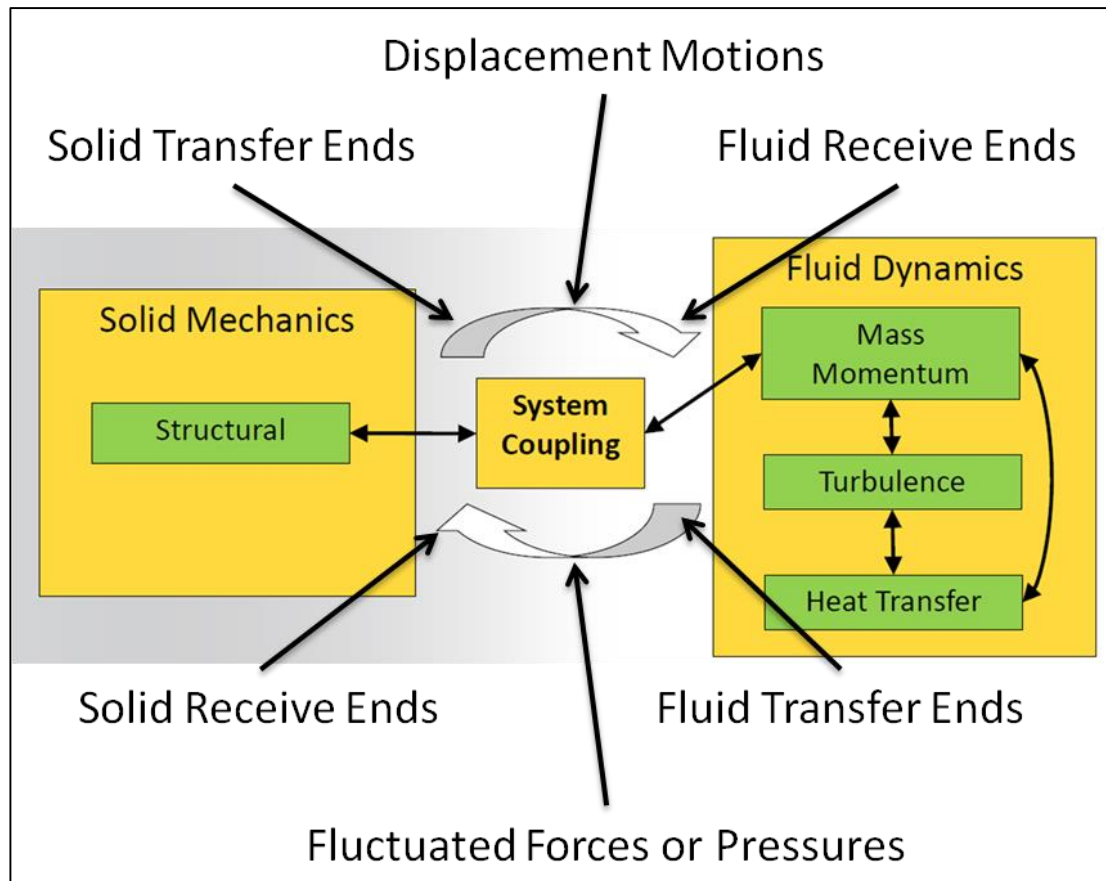 Displacement Motions
Solid Transfer Ends
Fluid Receive Ends
Solid Mechanics
Structural
System
Coupling
Fluid Dynamics
Mass
Momentum
Turbulence
Heat Transfer
Solid Receive Ends
Fluid Transfer Ends
Fluctuated Forces or Pressures